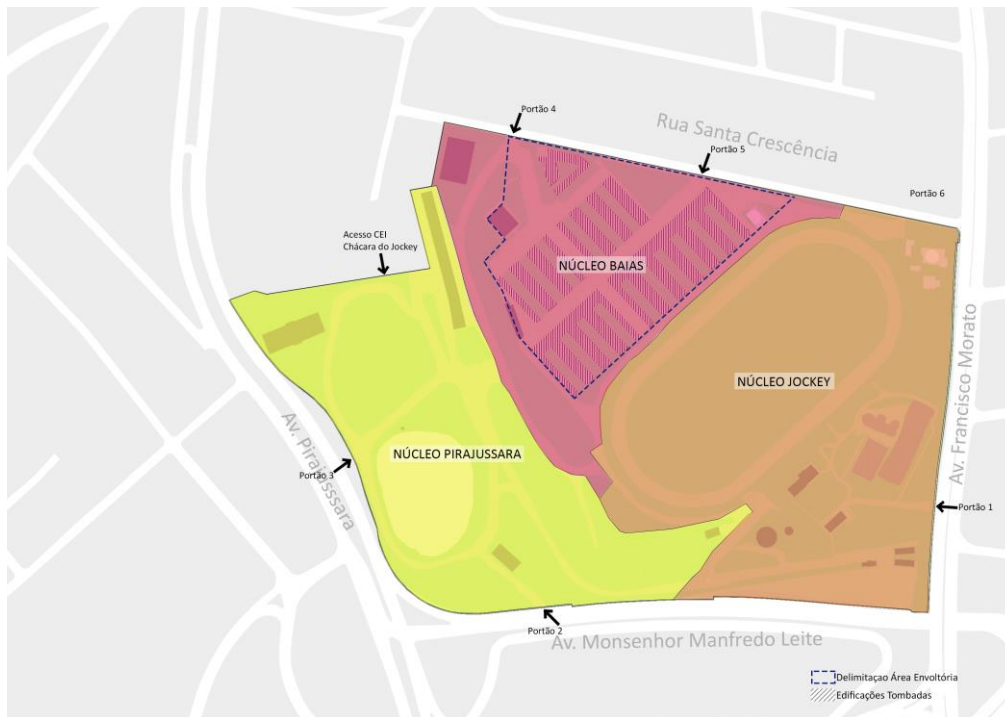 Portão 4
Rua Santa Crescência
Portão 5
Portão 6
Acesso CEI
Chácara do Jockey
NÚCLEO BAIAS
NÚCLEO JOCKEY
Av. Francisco Morato
NÚCLEO PIRAJUSSARA
Av. Pirajusssara
Portão 3
Portão 1
Portão 2
Av. Monsenhor Manfredo Leite
Delimitaçao Área Envoltória
Edificações Tombadas